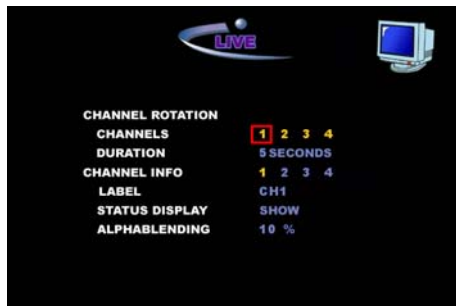 LIVE
CHANNEL ROTATION
CHANNELS 1 2 3 4
DURATION 5 SECONDS
CHANNEL INFO 1 2 3 4
LABEL CH1
STATUS DISPLAY SHOW
ALPHABLENDING 10 %